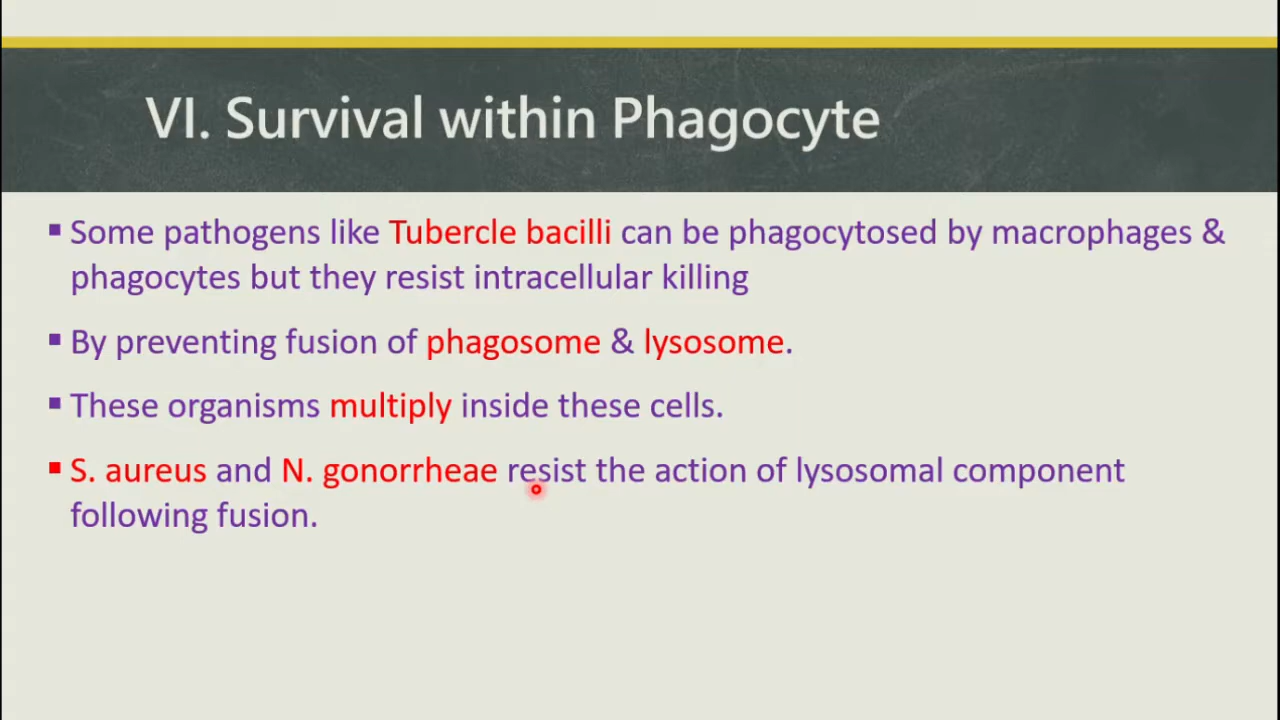 VI. Survival within Phagocyte
▪ Some pathogens like Tubercle bacilli can be phagocytosed by macrophages &
phagocytes but they resist intracellular killing
▪ By preventing fusion of phagosome & lysosome.
▪ These organisms multiply inside these cells.
▪ S. aureus and N. gonorrheae resist the action of lysosomal component
following fusion.